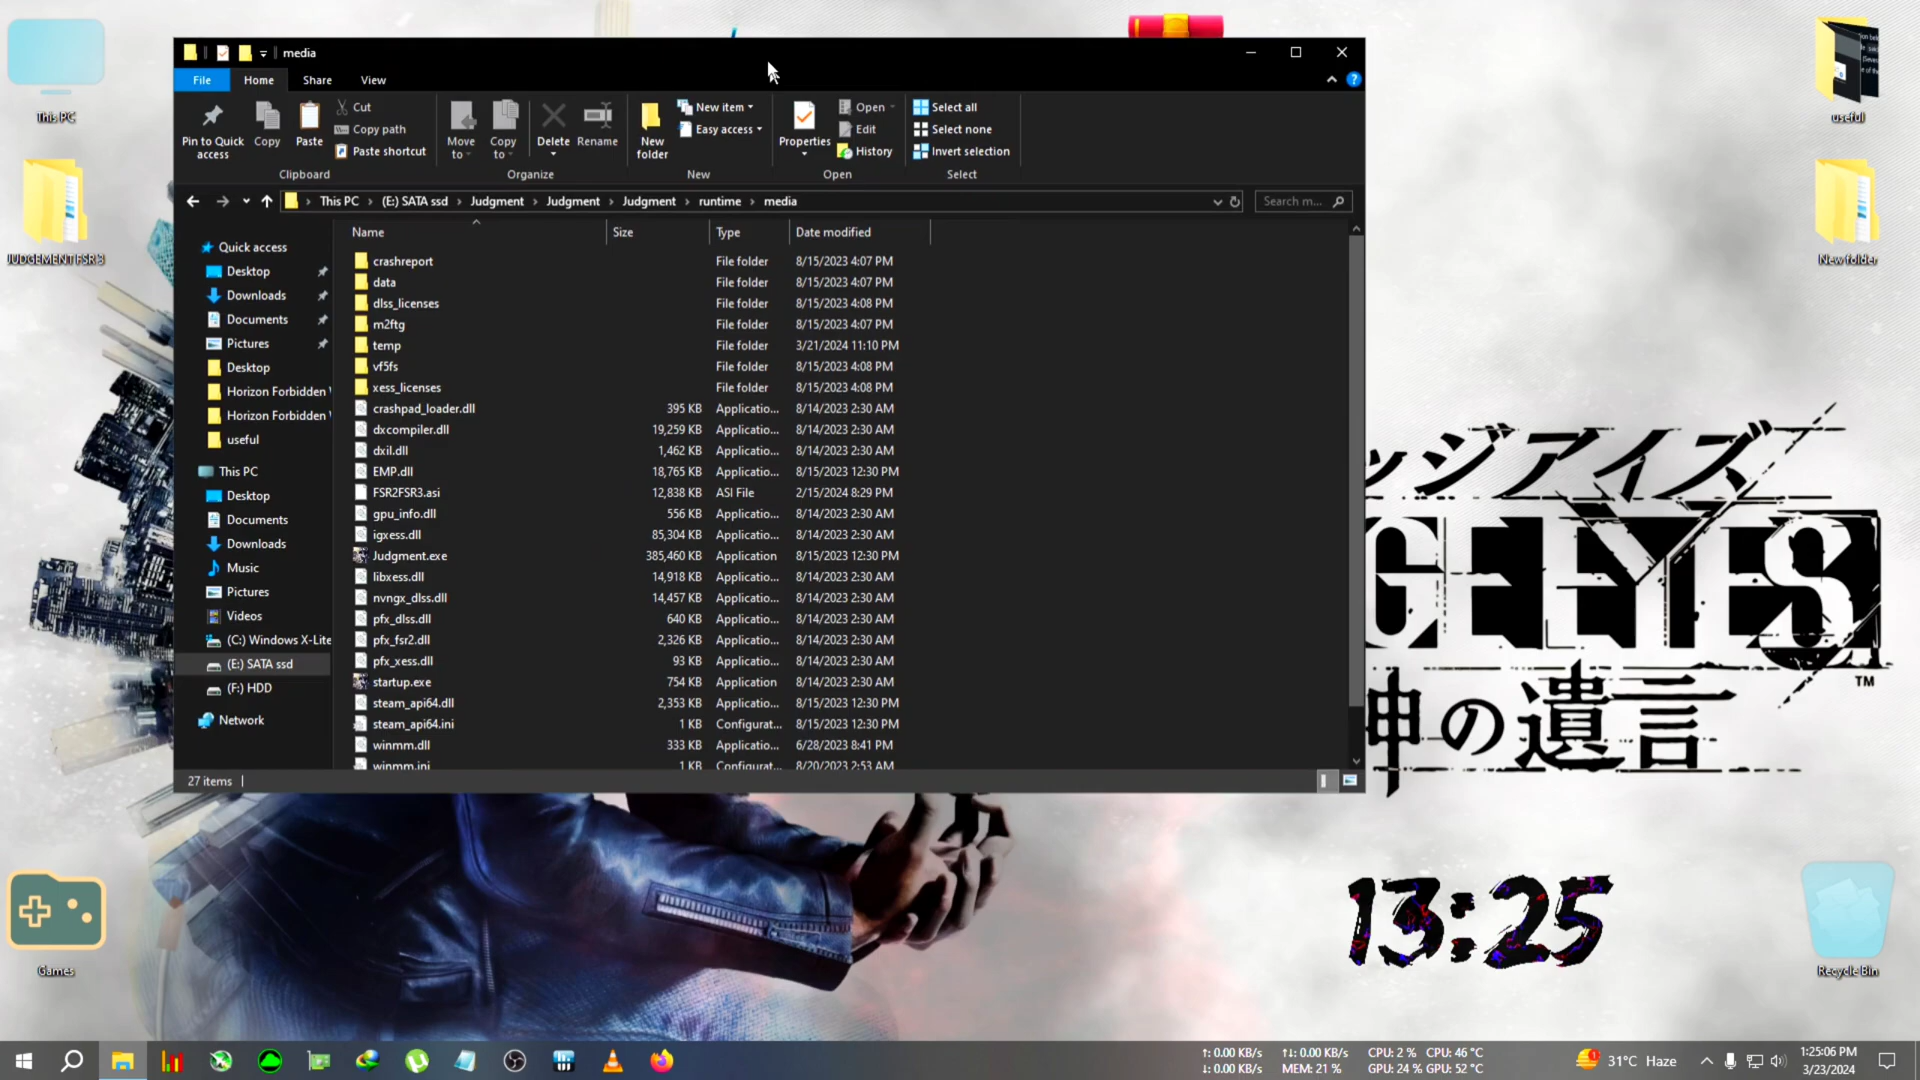 media
File
Home
Share
View
Pin to Quick access
Copy
Paste
Cut
Copy path
Paste shortcut
Clipboard
Move to
Copy to
Delete
Rename
Organize
New folder
New item
Easy access
New
Properties
Open
Edit
History
Open
Select all
Select none
Invert selection
Select
This PC > (E:) SATA ssd > Judgment > Judgment > Judgment > runtime > media
Search m...
Name Size Type Date modified
Quick access
Desktop
Downloads
Documents
Pictures
Desktop
Horizon Forbidden
Horizon Forbidden
useful
This PC
Desktop
Documents
Downloads
Music
Pictures
Videos
(C:) Windows X-Lite
(E:) SATA ssd
(F:) HDD
Network
crashreport File folder 8/15/2023 4:07 PM
data File folder 8/15/2023 4:07 PM
dlss_licenses File folder 8/15/2023 4:08 PM
m2ftg File folder 8/15/2023 4:07 PM
temp File folder 3/21/2024 11:10 PM
vf5fs File folder 8/15/2023 4:08 PM
xess_licenses File folder 8/15/2023 4:08 PM
crashpad_loader.dll 395 KB Applicatio... 8/14/2023 2:30 AM
dxcompiler.dll 19,259 KB Applicatio... 8/14/2023 2:30 AM
dxil.dll 1,462 KB Applicatio... 8/14/2023 2:30 AM
EMP.dll 18,765 KB Applicatio... 8/15/2023 12:30 PM
FSR2FSR3.asi 12,838 KB ASI File 2/15/2024 8:29 PM
gpu_info.dll 556 KB Applicatio... 8/14/2023 2:30 AM
igxess.dll 85,304 KB Applicatio... 8/14/2023 2:30 AM
Judgment.exe 385,460 KB Application 8/15/2023 12:30 PM
libxess.dll 14,918 KB Applicatio... 8/14/2023 2:30 AM
nvngx_dlss.dll 14,457 KB Applicatio... 8/14/2023 2:30 AM
pfx_dlss.dll 640 KB Applicatio... 8/14/2023 2:30 AM
pfx_fsr2.dll 2,326 KB Applicatio... 8/14/2023 2:30 AM
pfx_xess.dll 93 KB Applicatio... 8/14/2023 2:30 AM
startup.exe 754 KB Application 8/14/2023 2:30 AM
steam_api64.dll 2,353 KB Applicatio... 8/15/2023 12:30 PM
steam_api64.ini 1 KB Configurat... 8/15/2023 12:30 PM
winmm.dll 333 KB Applicatio... 6/28/2023 8:41 PM
winmm.ini 1 KB Configurat... 8/20/2023 2:53 AM
27 items
This PC
JUDGEMENT FSR 3
Games
useful
New folder
Recycle Bin
ッジアイズ
GE EYES
神の遺言
TM
13:25
↑: 0.00 KB/s ↑↓: 0.00 KB/s CPU: 2 % CPU: 46 °C
↓: 0.00 KB/s MEM: 21 % GPU: 24 % GPU: 52 °C
1
31°C Haze
1:25:06 PM
3/23/2024